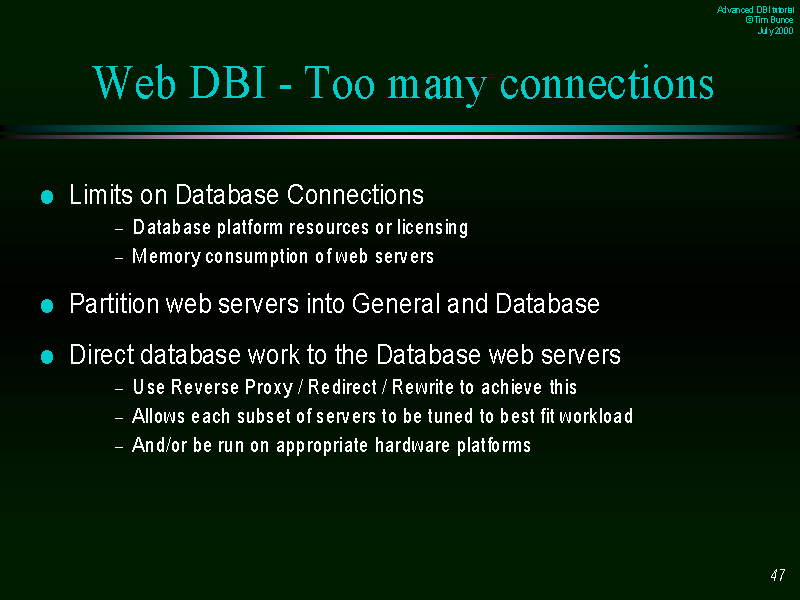 Advanced DBI tutorial
© Tim Bunce
July 2000
Web DBI - Too many connections
● Limits on Database Connections
– Database platform resources or licensing
– Memory consumption of web servers
● Partition web servers into General and Database
● Direct database work to the Database web servers
– Use Reverse Proxy / Redirect / Rewrite to achieve this
– Allows each subset of servers to be tuned to best fit workload
– And/or be run on appropriate hardware platforms
47